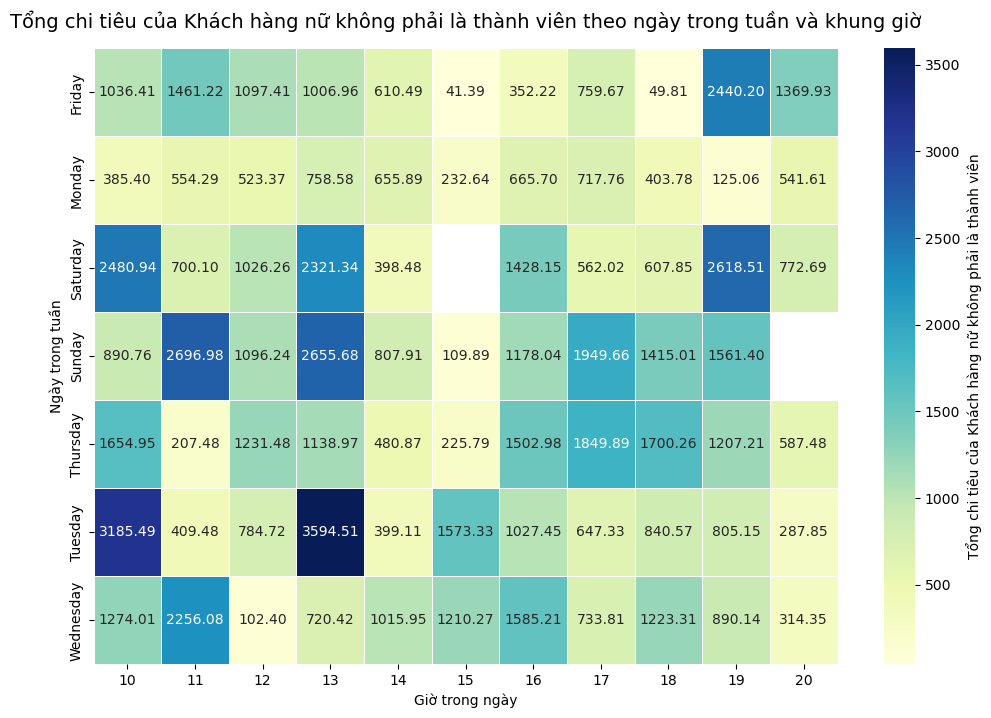 Tổng chi tiêu của Khách hàng nữ không phải là thành viên theo ngày trong tuần và khung giờ
Friday 1036.41 1461.22 1097.41 1006.96 610.49 41.39 352.22 759.67 49.81 2440.20 1369.93
Monday 385.40 554.29 523.37 758.58 655.89 232.64 665.70 717.76 403.78 125.06 541.61
Saturday 2480.94 700.10 1026.26 2321.34 398.48 1428.15 562.02 607.85 2618.51 772.69
Sunday 890.76 2696.98 1096.24 2655.68 807.91 109.89 1178.04 1949.66 1415.01 1561.40
Thursday 1654.95 207.48 1231.48 1138.97 480.87 225.79 1502.98 1849.89 1700.26 1207.21 587.48
Tuesday 3185.49 409.48 784.72 3594.51 399.11 1573.33 1027.45 647.33 840.57 805.15 287.85
Wednesday 1274.01 2256.08 102.40 720.42 1015.95 1210.27 1585.21 733.81 1223.31 890.14 314.35
10 11 12 13 14 15 16 17 18 19 20
Giờ trong ngày
Ngày trong tuần
3500
3000
2500
2000
1500
1000
500
Tổng chi tiêu của Khách hàng nữ không phải là thành viên